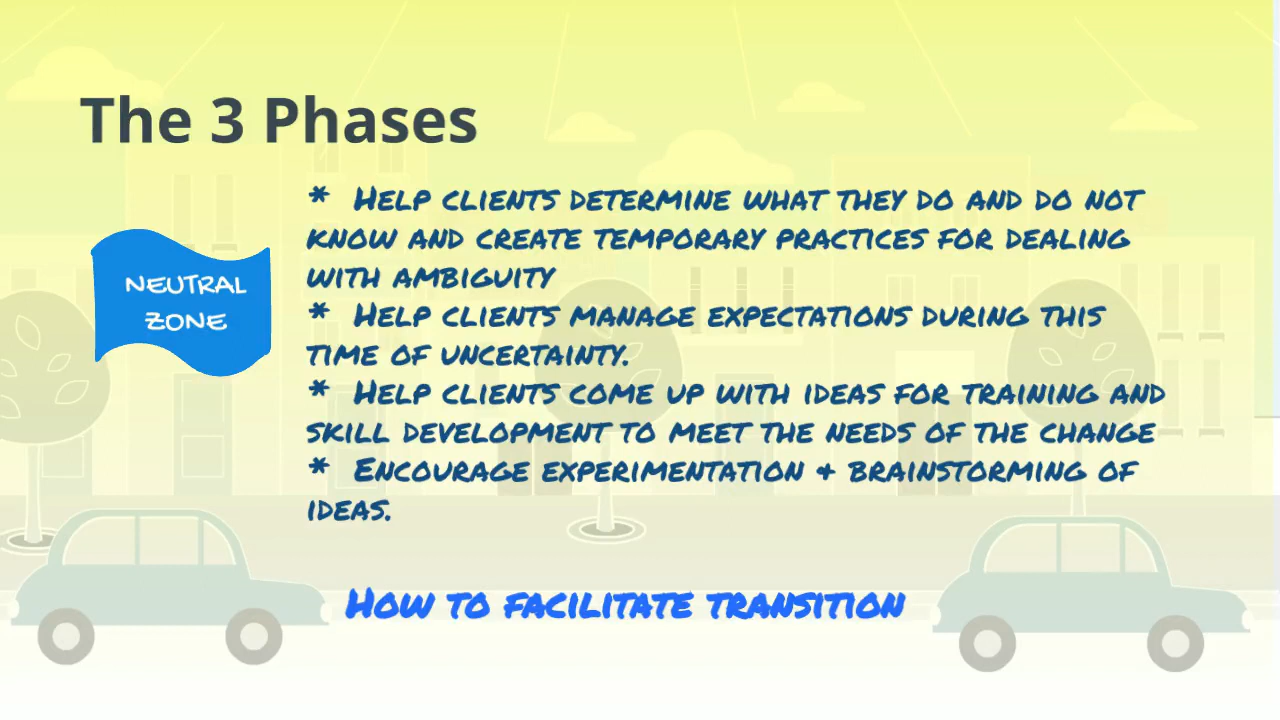 The 3 Phases
NEUTRAL
ZONE
* HELP CLIENTS DETERMINE WHAT THEY DO AND DO NOT
KNOW AND CREATE TEMPORARY PRACTICES FOR DEALING
WITH AMBIGUITY
* HELP CLIENTS MANAGE EXPECTATIONS DURING THIS
TIME OF UNCERTAINTY.
* HELP CLIENTS COME UP WITH IDEAS FOR TRAINING AND
SKILL DEVELOPMENT TO MEET THE NEEDS OF THE CHANGE
* ENCOURAGE EXPERIMENTATION & BRAINSTORMING OF
IDEAS.
HOW TO FACILITATE TRANSITION